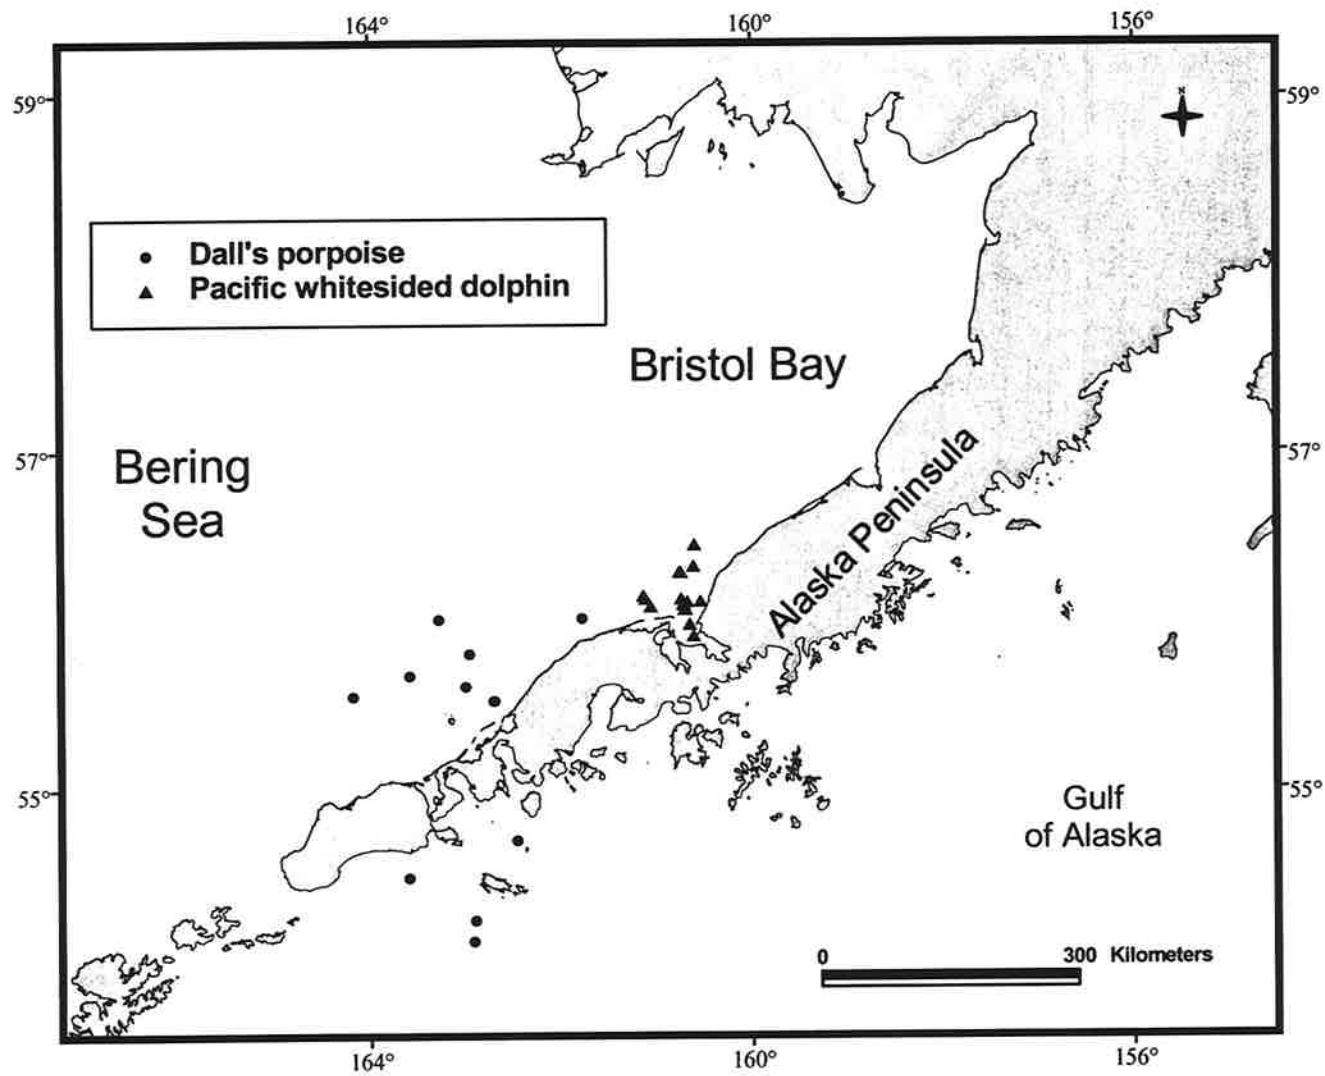 164° 160° 156°
N
59° 59°
Dall's porpoise
Pacific whitesided dolphin
Bristol Bay
57° 57°
Bering
Sea
Alaska Peninsula
55° 55°
Gulf
of Alaska
0 300 Kilometers
164° 160° 156°